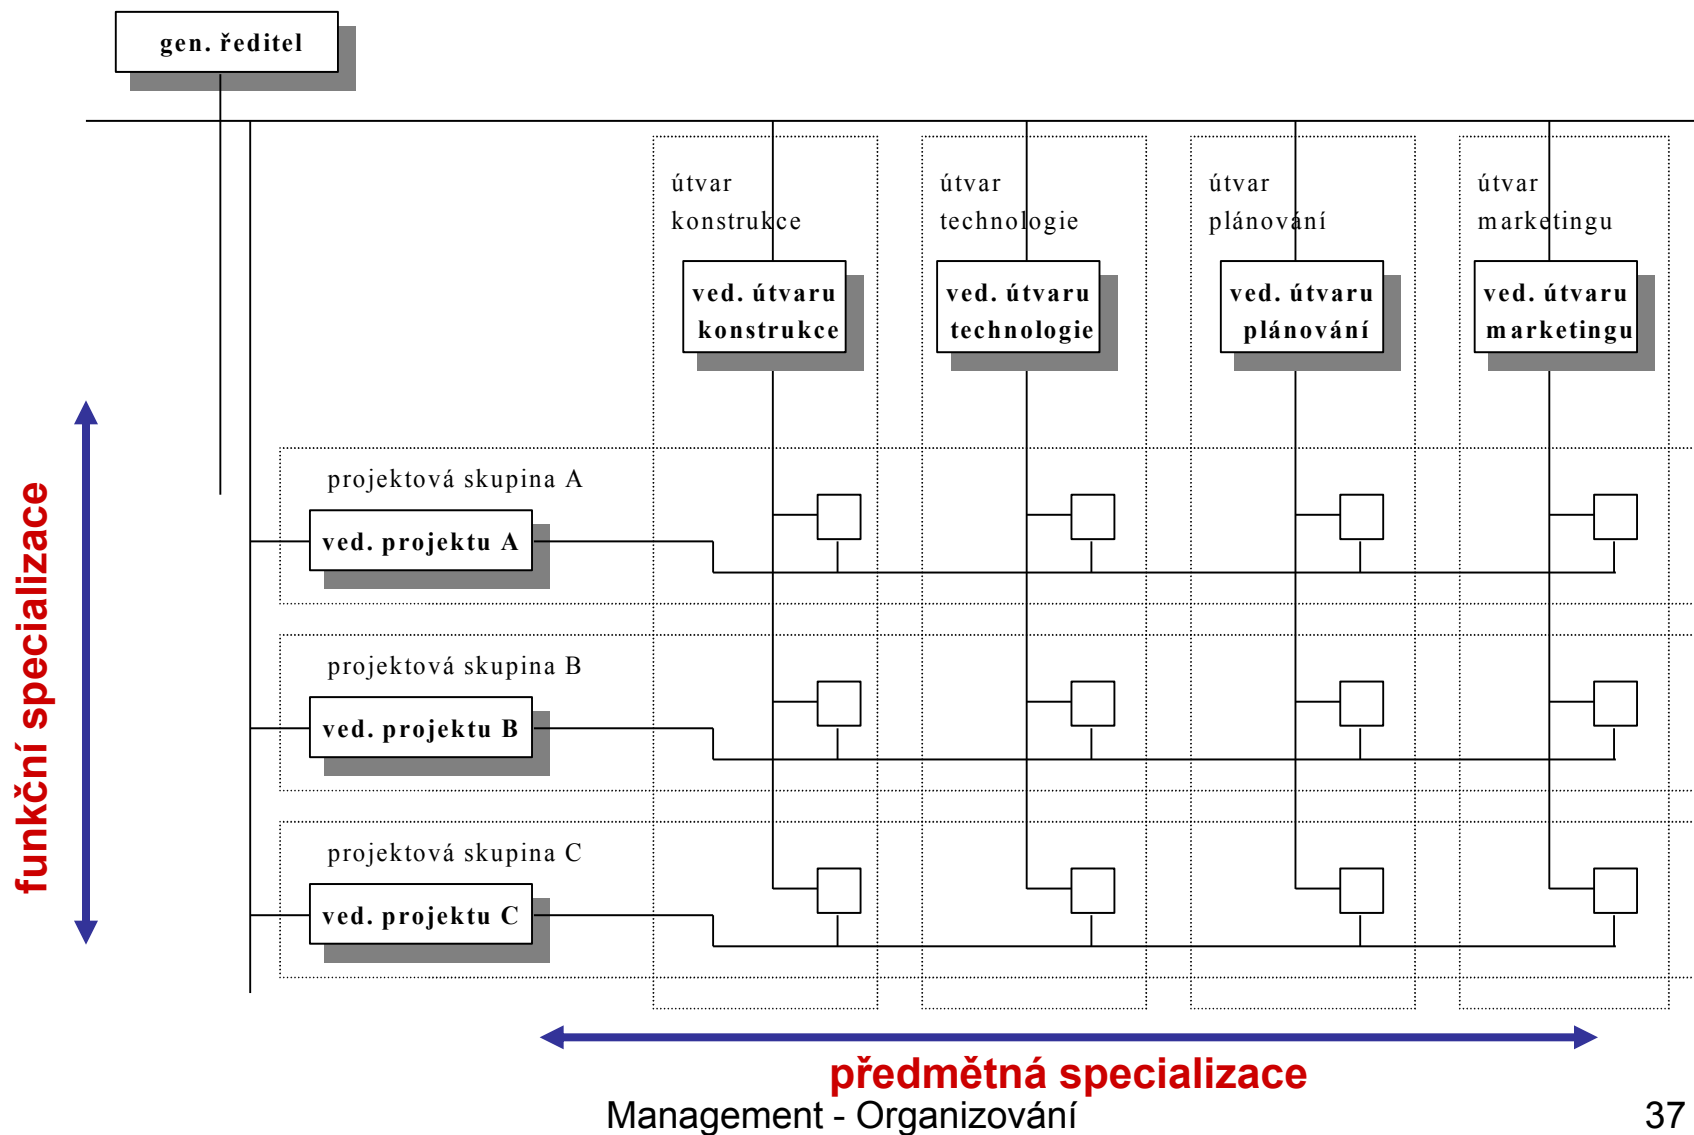 gen. ředitel
útvar
konstrukce
útvar
technologie
útvar
plánování
útvar
marketingu
ved. útvaru
konstrukce
ved. útvaru
technologie
ved. útvaru
plánování
ved. útvaru
marketingu
funkční specializace
projektová skupina A
ved. projektu A
projektová skupina B
ved. projektu B
projektová skupina C
ved. projektu C
předmětná specializace
Management - Organizování
37